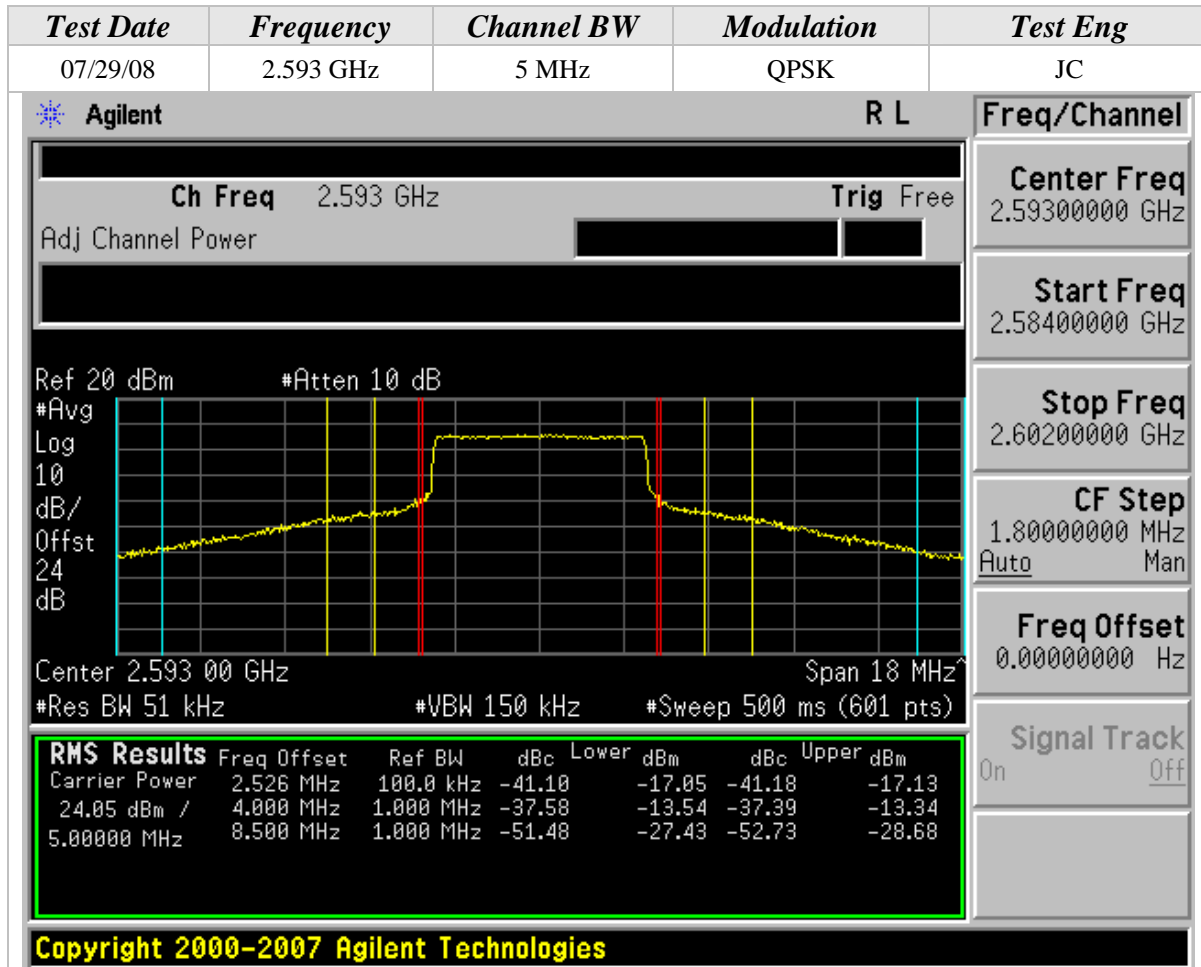 Test Date Frequency Channel BW Modulation Test Eng
07/29/08 2.593 GHz 5 MHz QPSK JC
Agilent R L Freq/Channel
Ch Freq 2.593 GHz Trig Free
Adj Channel Power
Center Freq
2.59300000 GHz
Start Freq
2.58400000 GHz
Stop Freq
2.60200000 GHz
CF Step
1.80000000 MHz
Auto Man
Freq Offset
0.00000000 Hz
Signal Track
On Off
Ref 20 dBm #Atten 10 dB
#Avg
Log
10
dB/
Offst
24
dB
Center 2.593 00 GHz Span 18 MHz^
#Res BW 51 kHz #VBW 150 kHz #Sweep 500 ms (601 pts)
RMS Results Freq Offset Ref BW dBc Lower dBm dBc Upper dBm
Carrier Power 2.526 MHz 100.0 kHz -41.10 -17.05 -41.18 -17.13
24.05 dBm / 4.000 MHz 1.000 MHz -37.58 -13.54 -37.39 -13.34
5.00000 MHz 8.500 MHz 1.000 MHz -51.48 -27.43 -52.73 -28.68
Copyright 2000-2007 Agilent Technologies